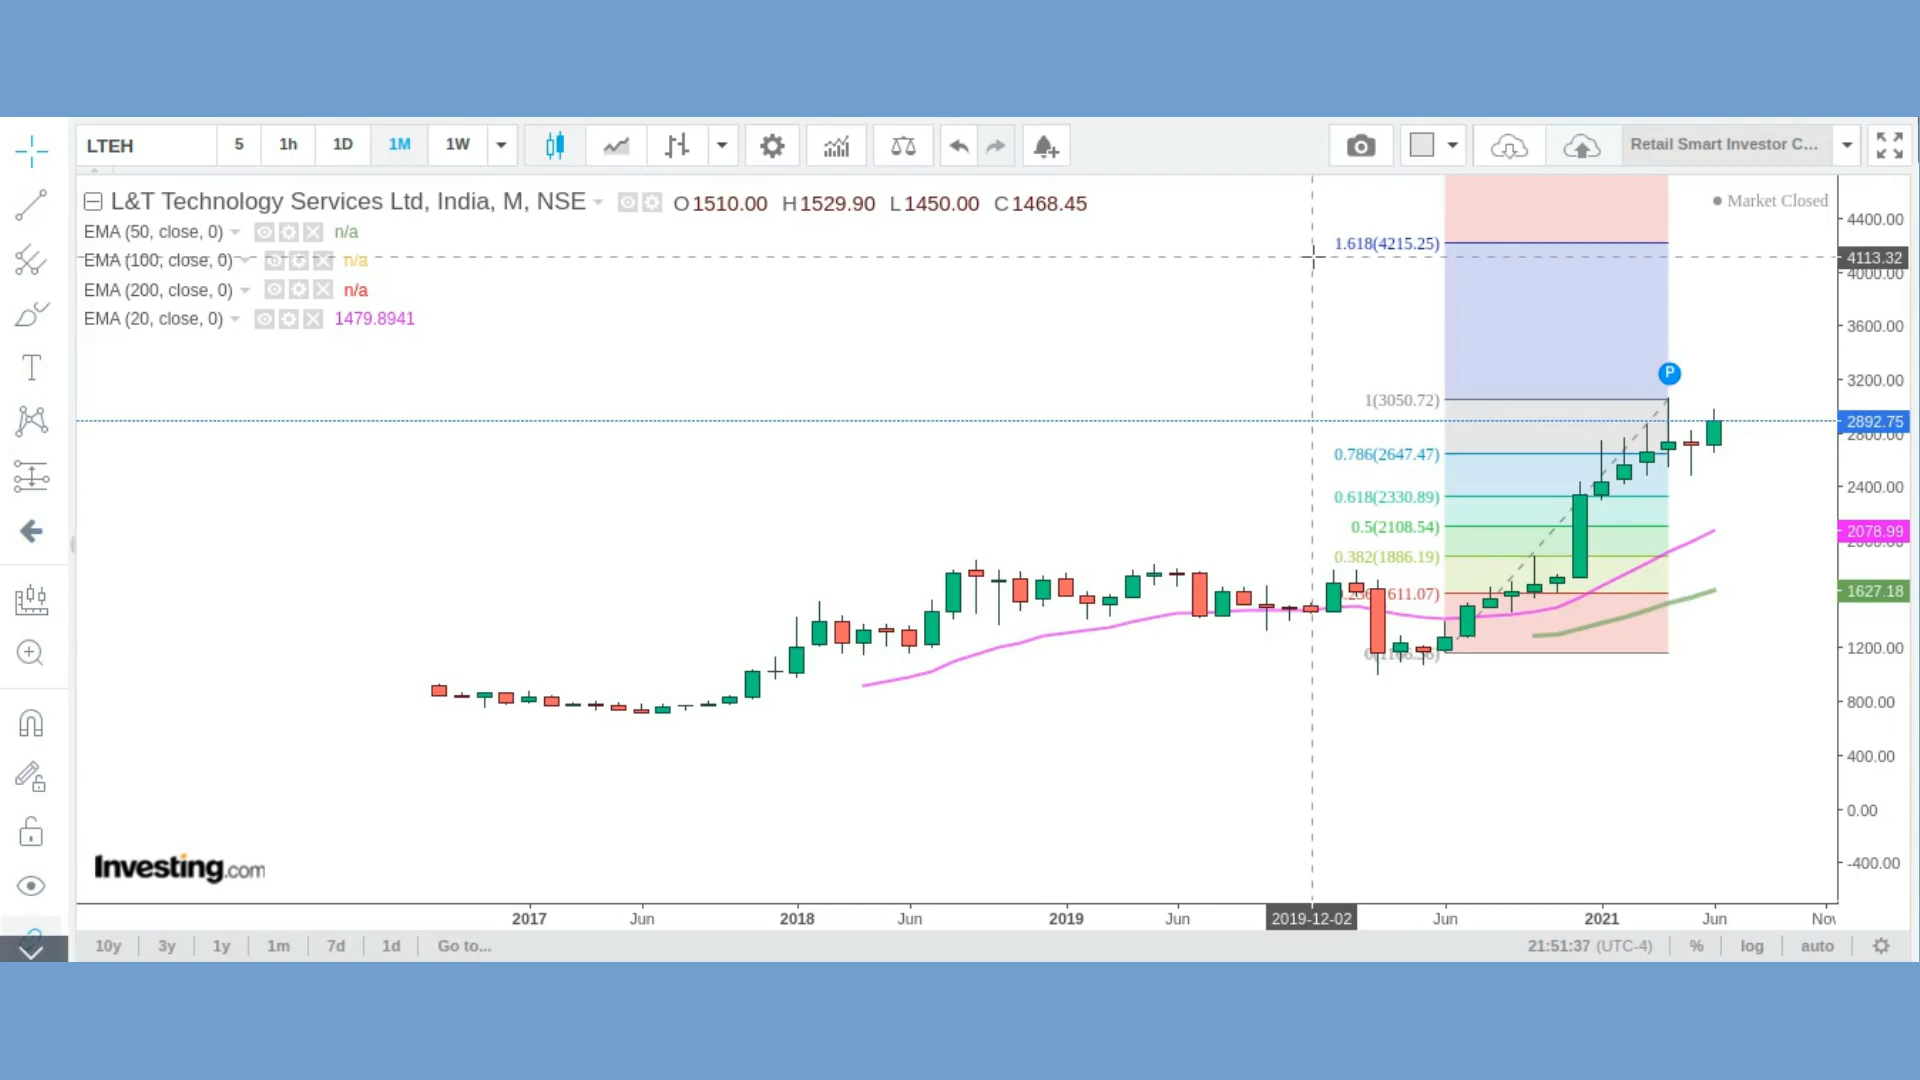 LTEH 5 1h 1D 1M 1W Retail Smart Investor C...
L&T Technology Services Ltd, India, M, NSE O1510.00 H1529.90 L1450.00 C1468.45
Market Closed
EMA (50, close, 0) n/a
EMA (100, close, 0) n/a
EMA (200, close, 0) n/a
EMA (20, close, 0) 1479.8941
T
P
1.618(4215.25)
1(3050.72)
0.786(2647.47)
0.618(2330.89)
0.5(2108.54)
0.382(1886.19)
4400.00
4113.32
4000.00
3600.00
3200.00
2892.75
2800.00
2400.00
2078.99
1627.18
1200.00
800.00
400.00
0.00
-400.00
Investing.com
2017 Jun 2018 Jun 2019 Jun 2019-12-02 Jun 2021 Jun Nov
10y 3y 1y 1m 7d 1d Go to... 21:51:37 (UTC-4) % log auto